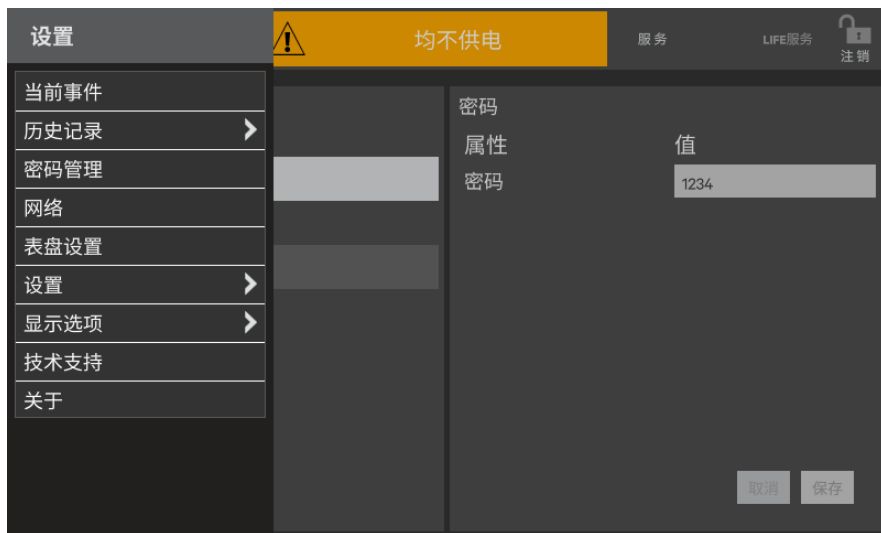 设置
均不供电
服务
LIFE服务
注销
当前事件
历史记录
密码管理
网络
表盘设置
设置
显示选项
技术支持
关于
密码
属性 值
密码 1234
取消 保存